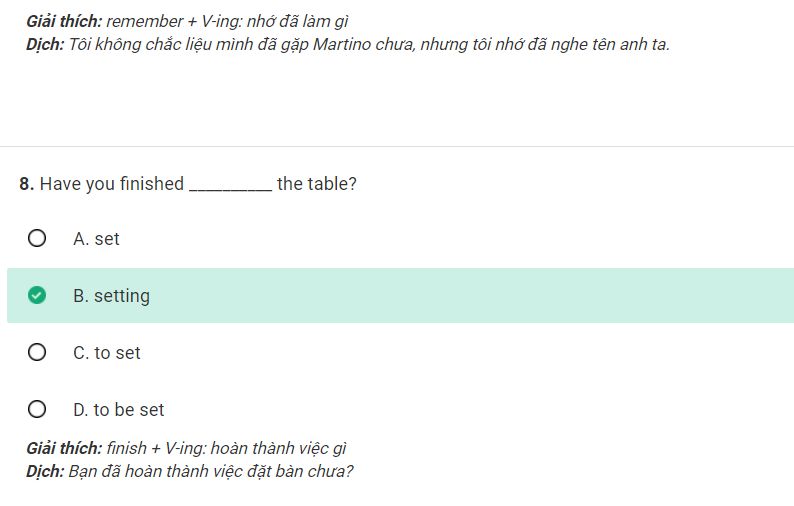 Giải thích: remember + V-ing: nhớ đã làm gì
Dịch: Tôi không chắc liệu mình đã gặp Martino chưa, nhưng tôi nhớ đã nghe tên anh ta.
8. Have you finished __________ the table?
A. set
B. setting
C. to set
D. to be set
Giải thích: finish + V-ing: hoàn thành việc gì
Dịch: Bạn đã hoàn thành việc đặt bàn chưa?